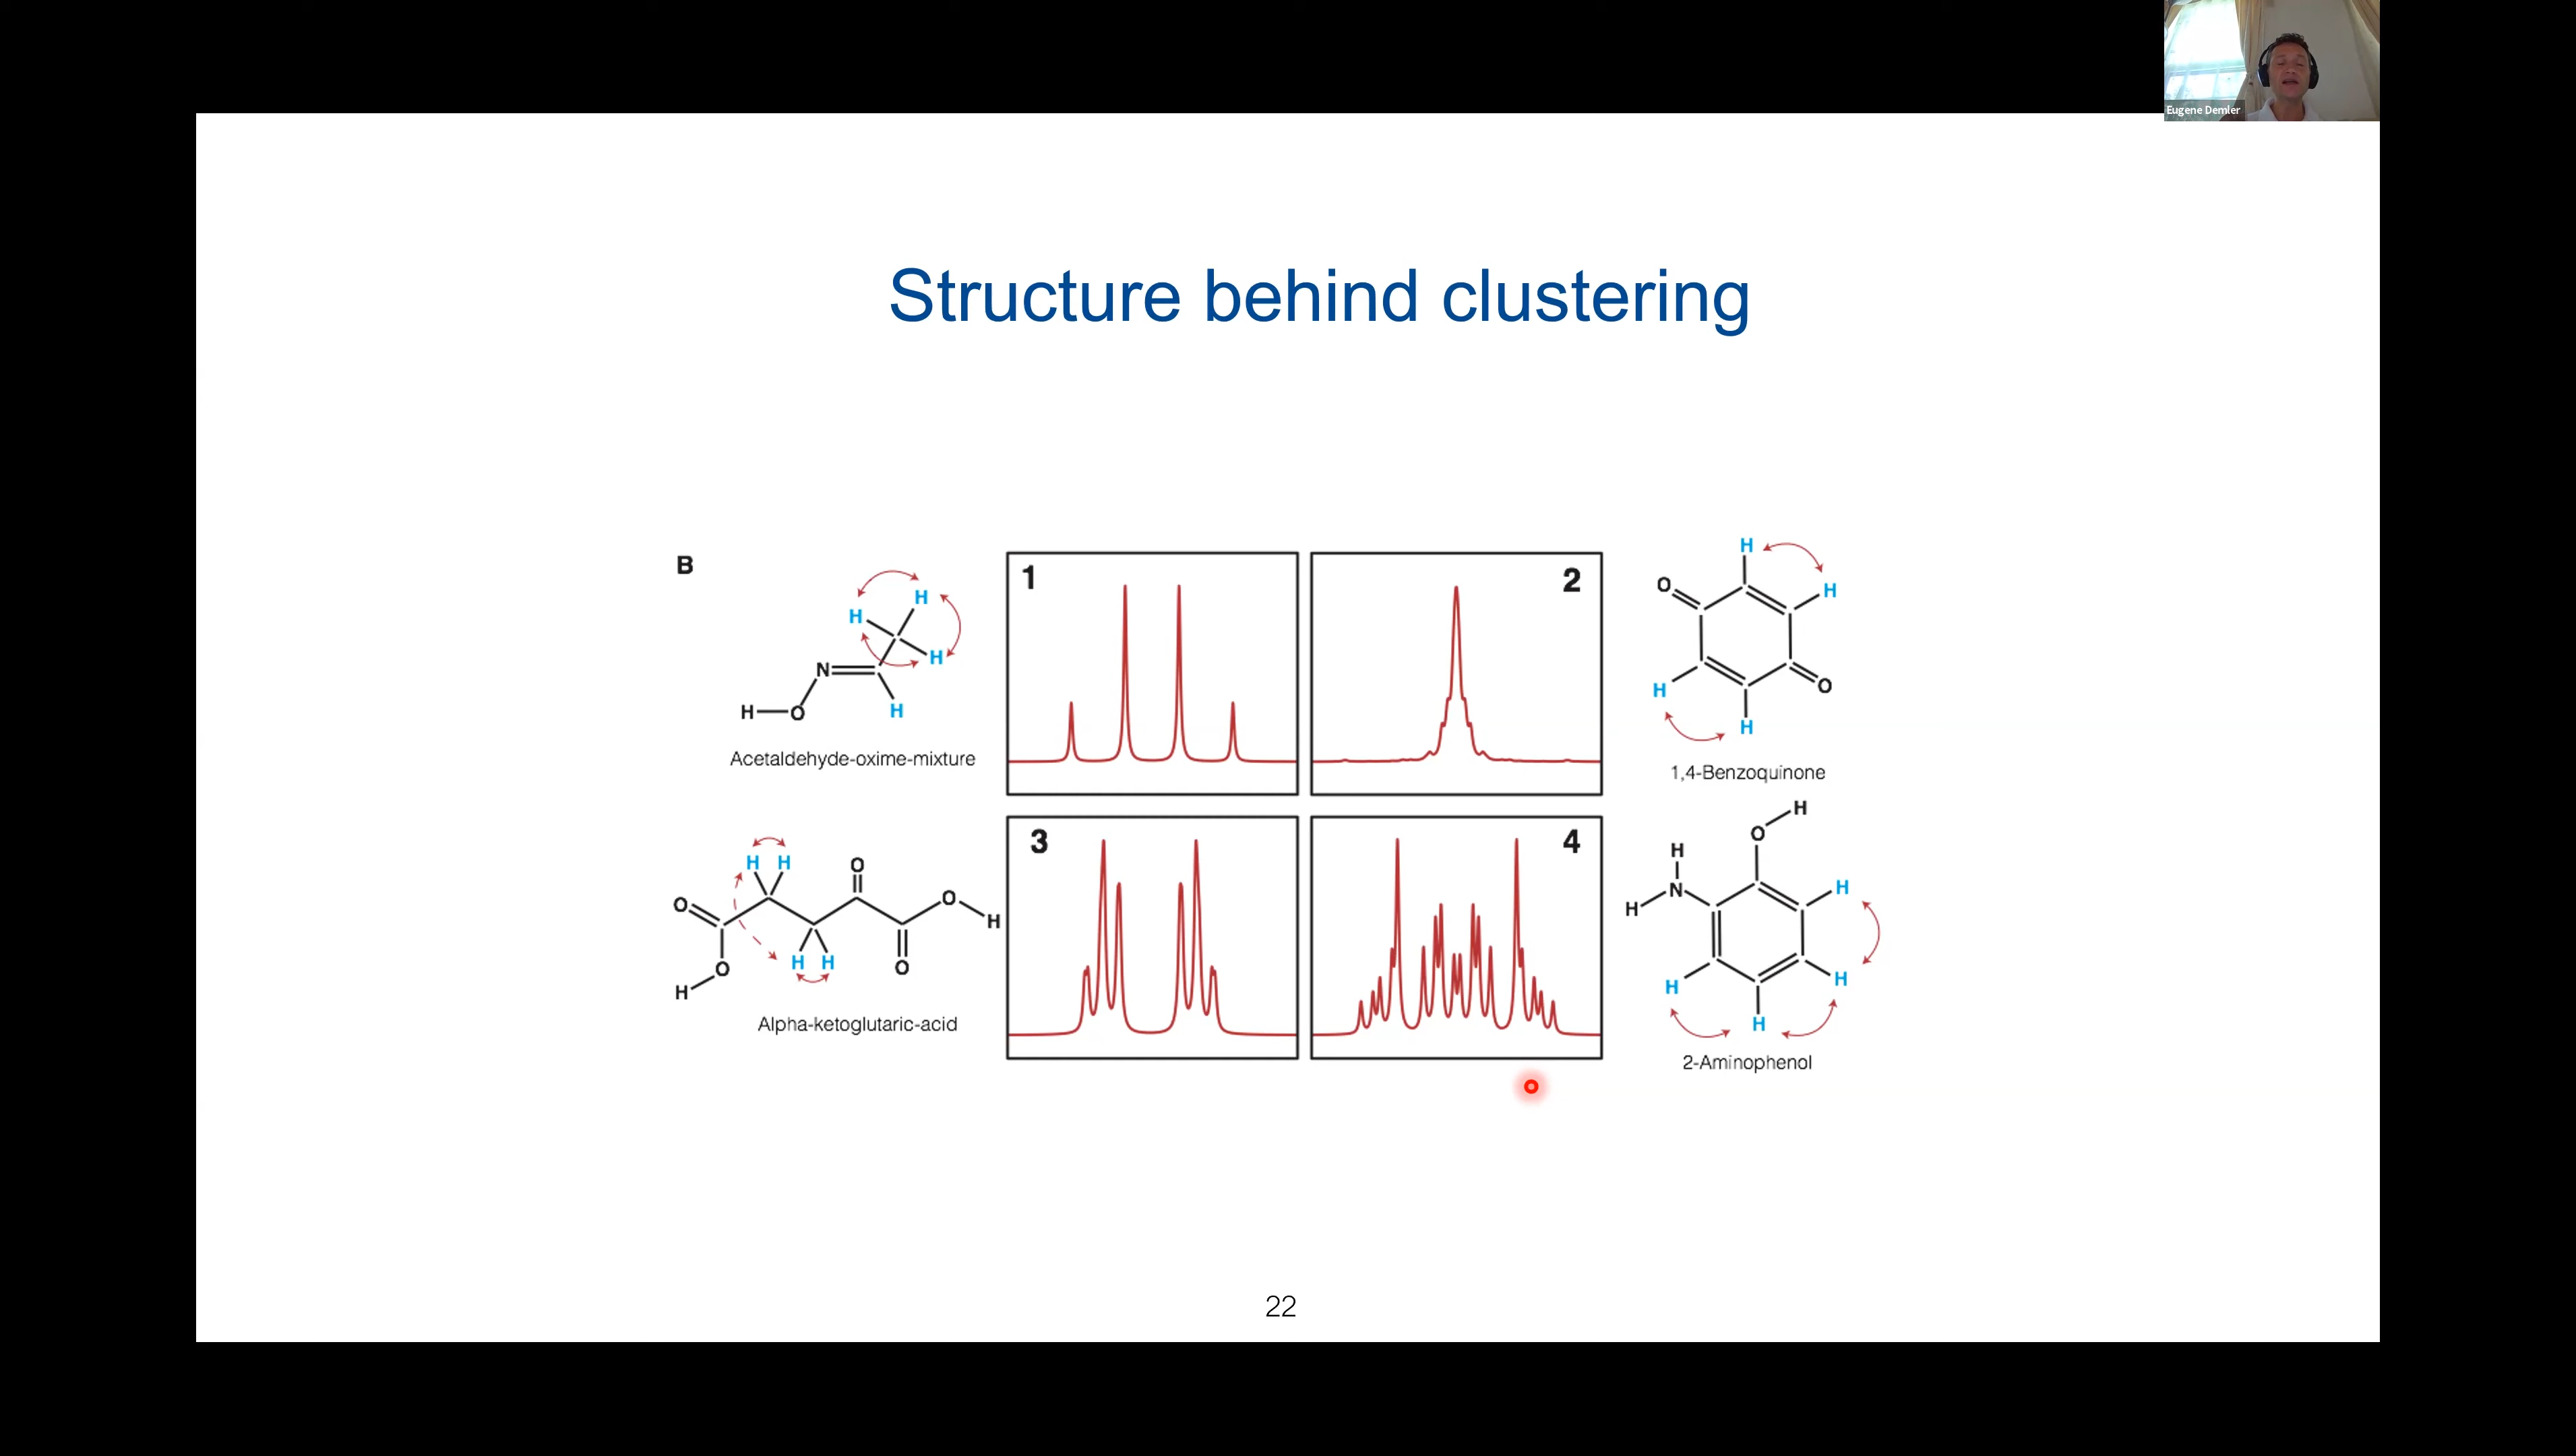 Eugene Demler
Structure behind clustering
B
1
2
H
H
H
N
H
H
O
Acetaldehyde-oxime-mixture
H
H
O
O
H
H
1,4-Benzoquinone
3
4
H
H
O
O
O
H
H
H
O
H
O
Alpha-ketoglutaric-acid
H
O
H
N
H
H
H
H
H
2-Aminophenol
22